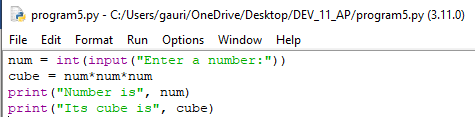 program5.py - C:/Users/gauri/OneDrive/Desktop/DEV_11_AP/program5.py (3.11.0)
File Edit Format Run Options Window Help
num = int(input("Enter a number:"))
cube = num*num*num
print("Number is", num)
print("Its cube is", cube)